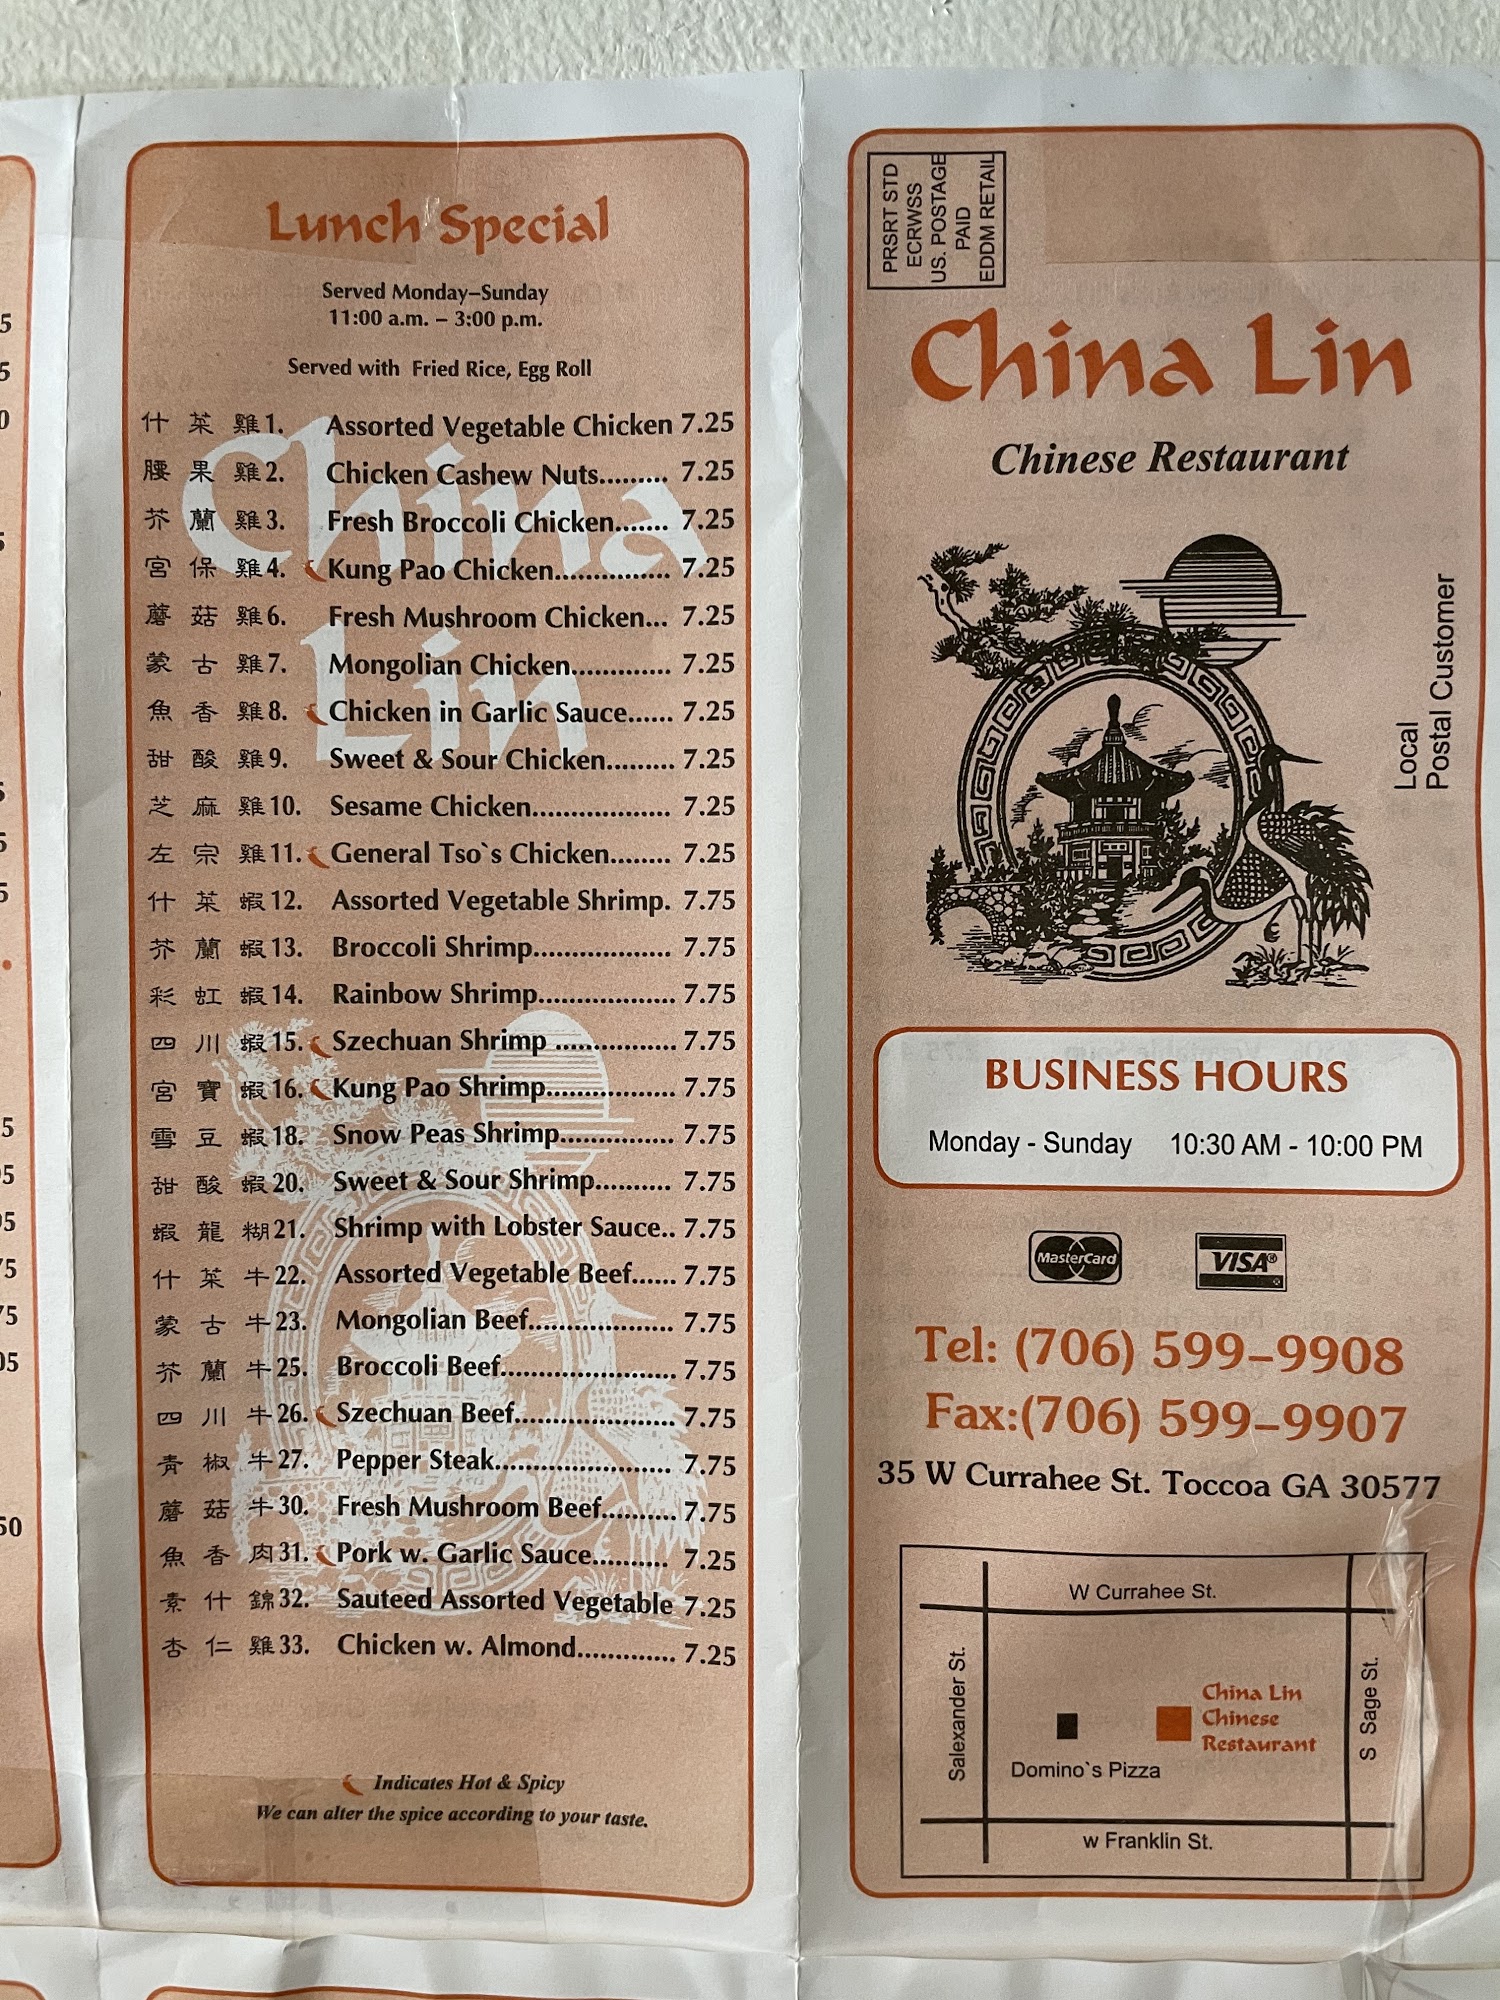 Lunch Special
Served Monday–Sunday
11:00 a.m. – 3:00 p.m.
Served with Fried Rice, Egg Roll
什菜雞 1. Assorted Vegetable Chicken 7.25
腰果雞 2. Chicken Cashew Nuts......... 7.25
芥蘭雞 3. Fresh Broccoli Chicken....... 7.25
宮保雞 4. Kung Pao Chicken............... 7.25
蘑菇雞 6. Fresh Mushroom Chicken... 7.25
蒙古雞 7. Mongolian Chicken............. 7.25
魚香雞 8. Chicken in Garlic Sauce...... 7.25
甜酸雞 9. Sweet & Sour Chicken......... 7.25
芝麻雞 10. Sesame Chicken.................. 7.25
左宗雞 11. General Tso`s Chicken........ 7.25
什菜蝦 12. Assorted Vegetable Shrimp. 7.75
芥蘭蝦 13. Broccoli Shrimp.................. 7.75
彩虹蝦 14. Rainbow Shrimp.................. 7.75
四川蝦 15. Szechuan Shrimp ................ 7.75
宮寶蝦 16. Kung Pao Shrimp................. 7.75
雪豆蝦 18. Snow Peas Shrimp............... 7.75
甜酸蝦 20. Sweet & Sour Shrimp.......... 7.75
蝦龍糊 21. Shrimp with Lobster Sauce.. 7.75
什菜牛 22. Assorted Vegetable Beef...... 7.75
蒙古牛 23. Mongolian Beef................... 7.75
芥蘭牛 25. Broccoli Beef....................... 7.75
四川牛 26. Szechuan Beef..................... 7.75
青椒牛 27. Pepper Steak....................... 7.75
蘑菇牛 30. Fresh Mushroom Beef.......... 7.75
魚香肉 31. Pork w. Garlic Sauce.......... 7.25
素什錦 32. Sauteed Assorted Vegetable 7.25
杏仁雞 33. Chicken w. Almond............. 7.25
Indicates Hot & Spicy
We can alter the spice according to your taste.
China
Lin
PRSRT STD
ECRWSS
US. POSTAGE
PAID
EDDM RETAIL
China Lin
Chinese Restaurant
Local
Postal Customer
BUSINESS HOURS
Monday - Sunday 10:30 AM - 10:00 PM
MasterCard
VISA®
Tel: (706) 599–9908
Fax:(706) 599–9907
35 W Currahee St. Toccoa GA 30577
W Currahee St.
Salexander St.
S Sage St.
China Lin
Chinese
Restaurant
Domino`s Pizza
w Franklin St.